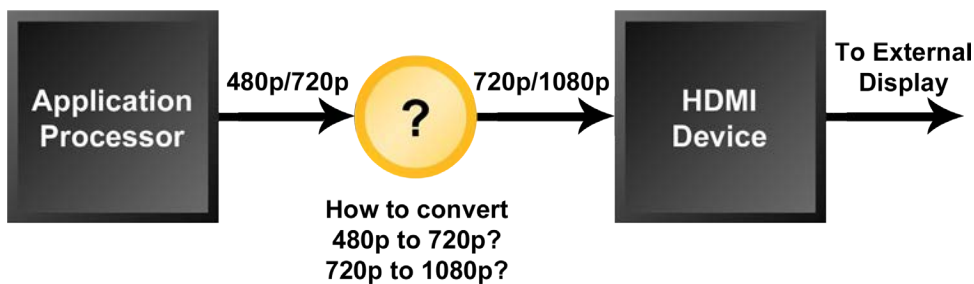 Application
Processor
480p/720p
?
How to convert
480p to 720p?
720p to 1080p?
720p/1080p
HDMI
Device
To External
Display